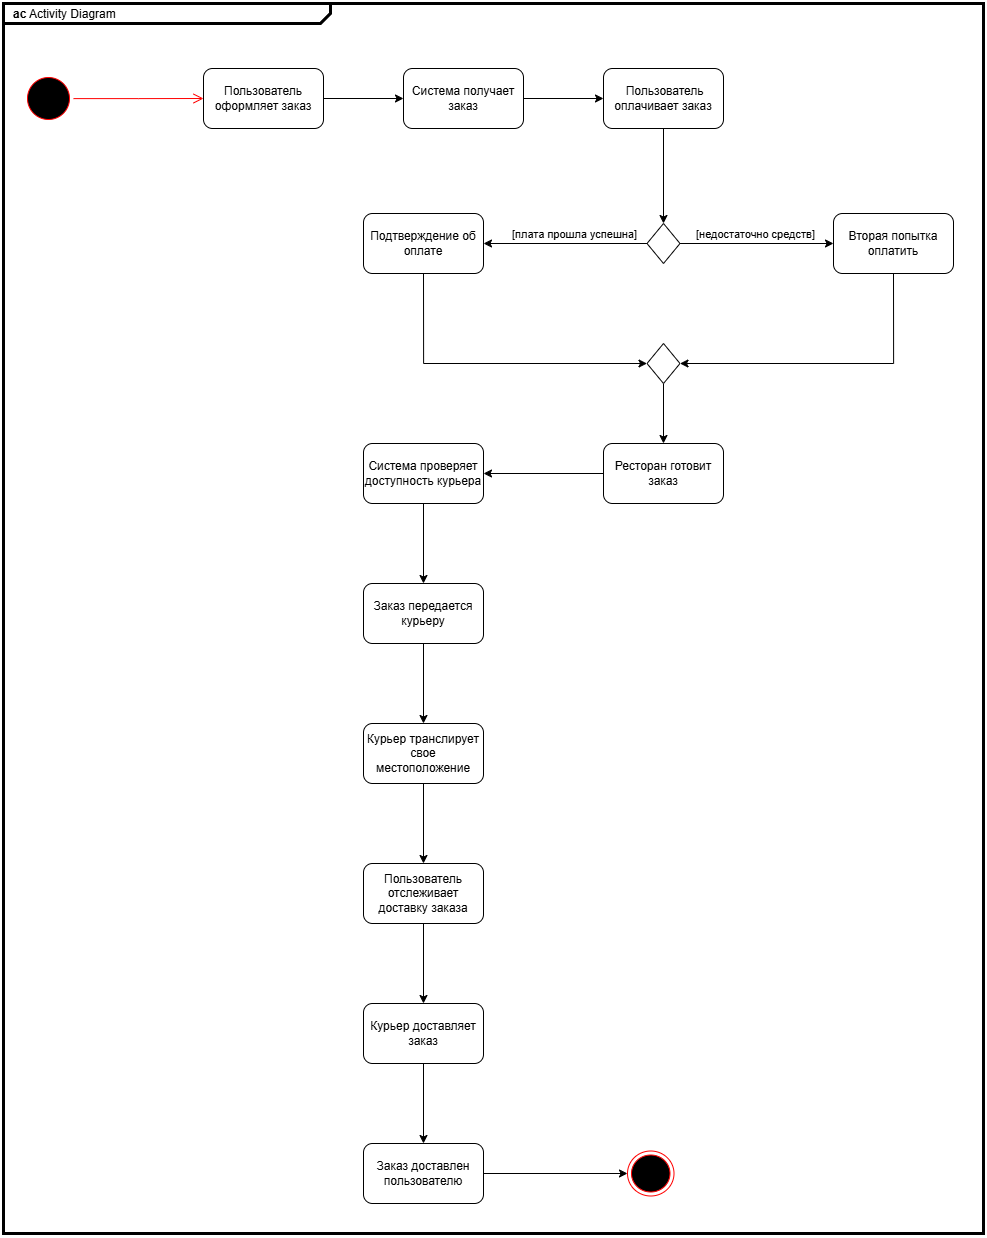 ac Activity Diagram
Пользователь
оформляет заказ
Система получает
заказ
Пользователь
оплачивает заказ
Подтверждение об
оплате
[плата прошла успешна]
[недостаточно средств]
Вторая попытка
оплатить
Система проверяет
доступность курьера
Ресторан готовит
заказ
Заказ передается
курьеру
Курьер транслирует
свое
местоположение
Пользователь
отслеживает
доставку заказа
Курьер доставляет
заказ
Заказ доставлен
пользователю